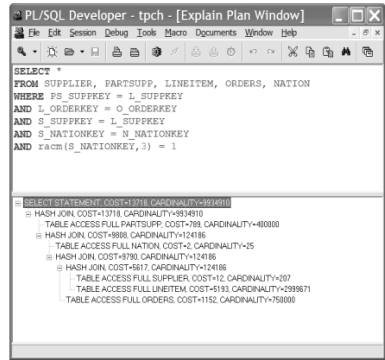 PL/SQL Developer - tpch - [Explain Plan Window]
File Edit Session Debug Tools Macro Documents Window Help
SELECT *
FROM SUPPLIER, PARTSUPP, LINEITEM, ORDERS, NATION
WHERE PS_SUPPKEY = L_SUPPKEY
AND L_ORDERKEY = O_ORDERKEY
AND S_SUPPKEY = L_SUPPKEY
AND S_NATIONKEY = N_NATIONKEY
AND racm(S_NATIONKEY,3) = 1
SELECT STATEMENT, COST=13718, CARDINALITY=9934910
HASH JOIN, COST=13718, CARDINALITY=9934910
TABLE ACCESS FULL PARTSUPP, COST=789, CARDINALITY=400000
HASH JOIN, COST=9808, CARDINALITY=124186
TABLE ACCESS FULL NATION, COST=2, CARDINALITY=25
HASH JOIN, COST=9790, CARDINALITY=124186
HASH JOIN, COST=5617, CARDINALITY=124186
TABLE ACCESS FULL SUPPLIER, COST=12, CARDINALITY=207
TABLE ACCESS FULL LINEITEM, COST=5193, CARDINALITY=2999671
TABLE ACCESS FULL ORDERS, COST=1152, CARDINALITY=750000